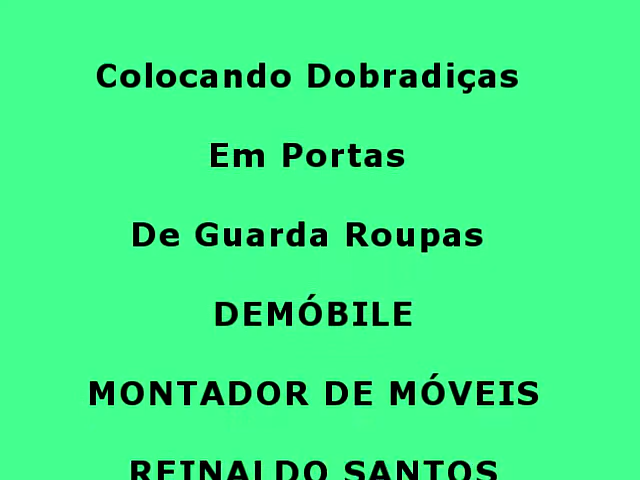 Colocando Dobradiças
Em Portas
De Guarda Roupas
DEMÓBILE
MONTADOR DE MÓVEIS
REINALDO SANTOS